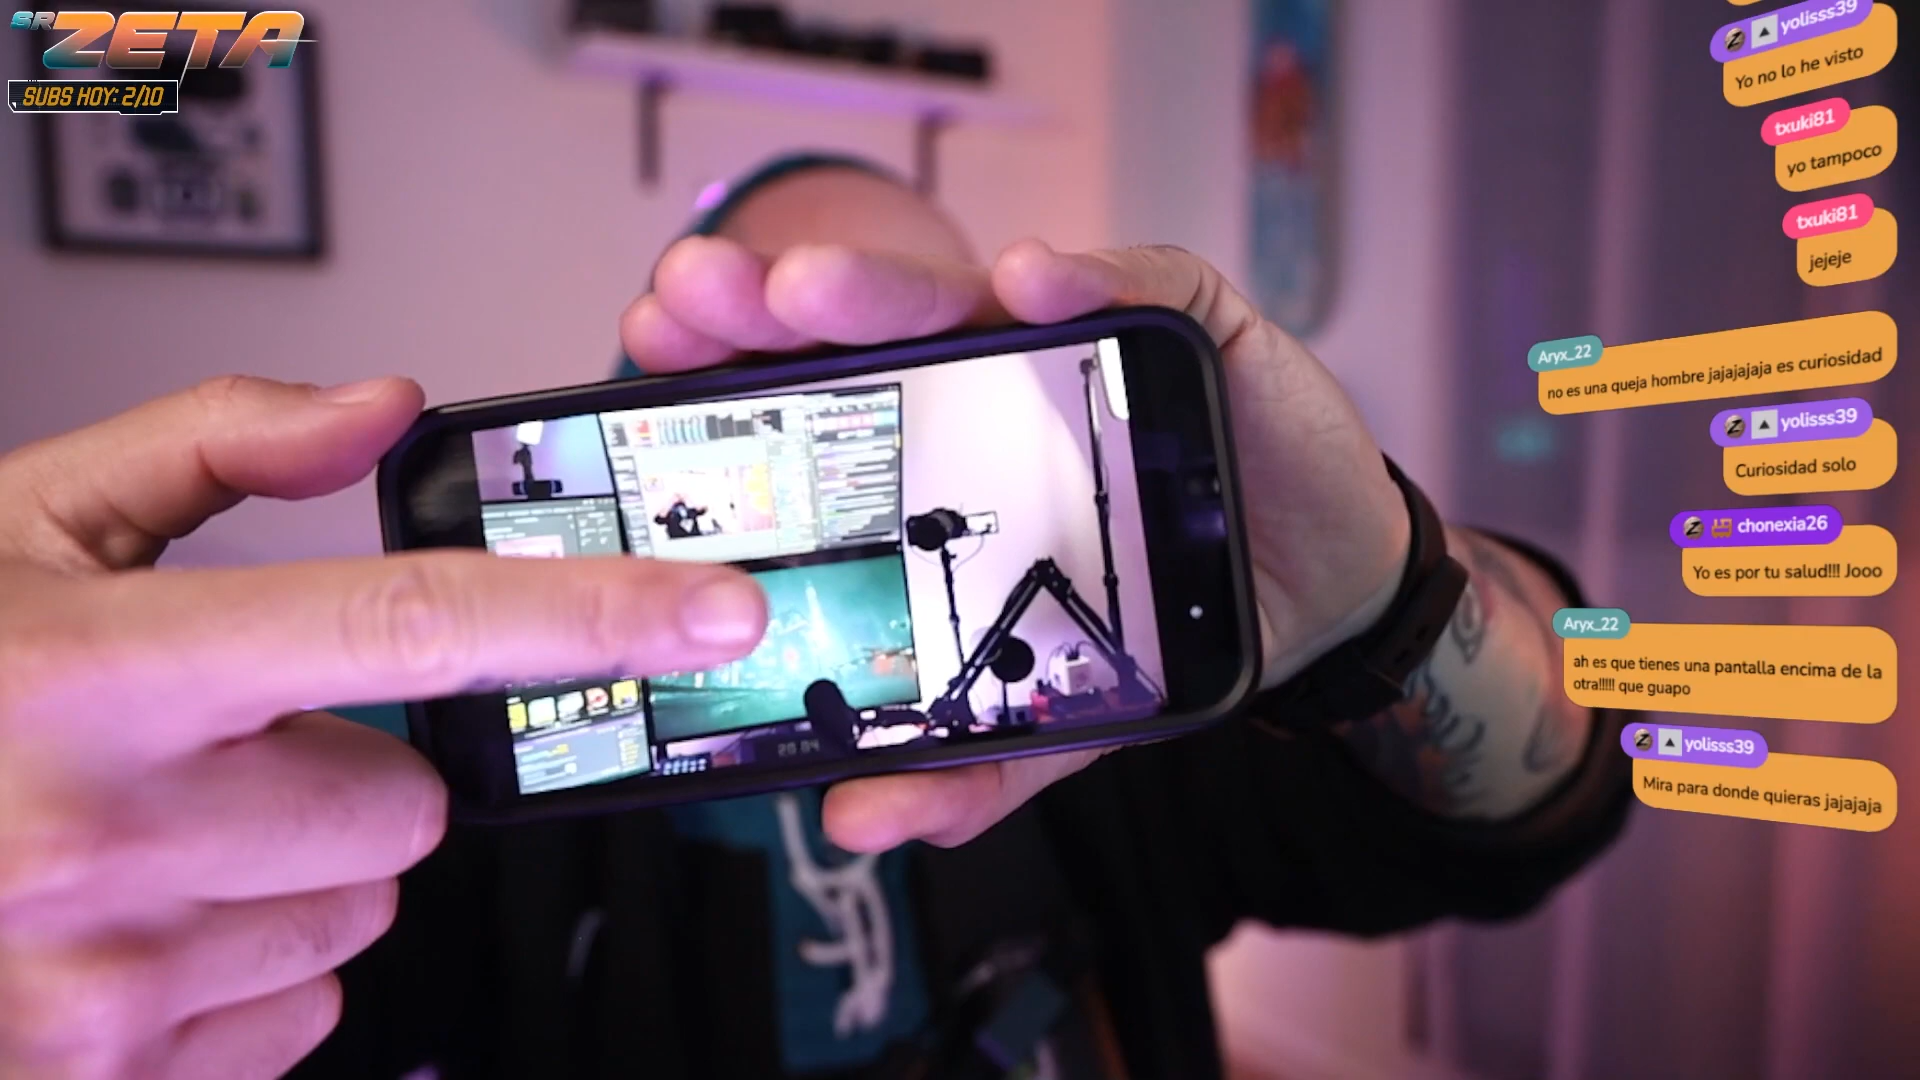 SR ZETA
SUBS HOY: 2/10
yolisss39
Yo no lo he visto
txuki81
yo tampoco
txuki81
jejeje
Aryx_22
no es una queja hombre jajajajaja es curiosidad
yolisss39
Curiosidad solo
chonexia26
Yo es por tu salud!!! Jooo
Aryx_22
ah es que tienes una pantalla encima de la
otra!!!!! que guapo
yolisss39
Mira para donde quieras jajajaja
20:04